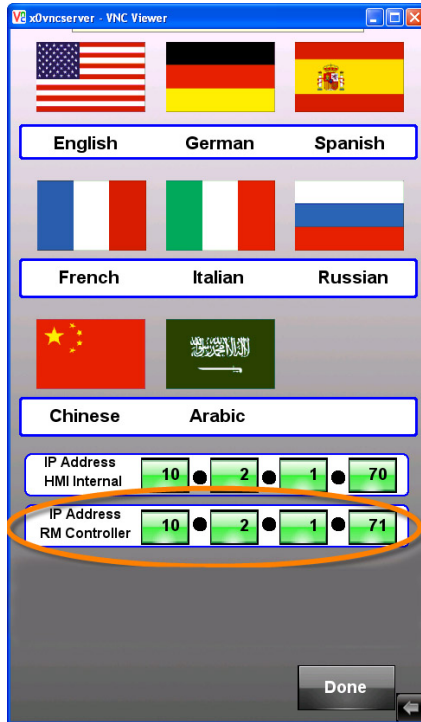 x0vncserver - VNC Viewer
English German Spanish
French Italian Russian
Chinese Arabic
IP Address
HMI Internal 10 2 1 70
IP Address
RM Controller 10 2 1 71
Done